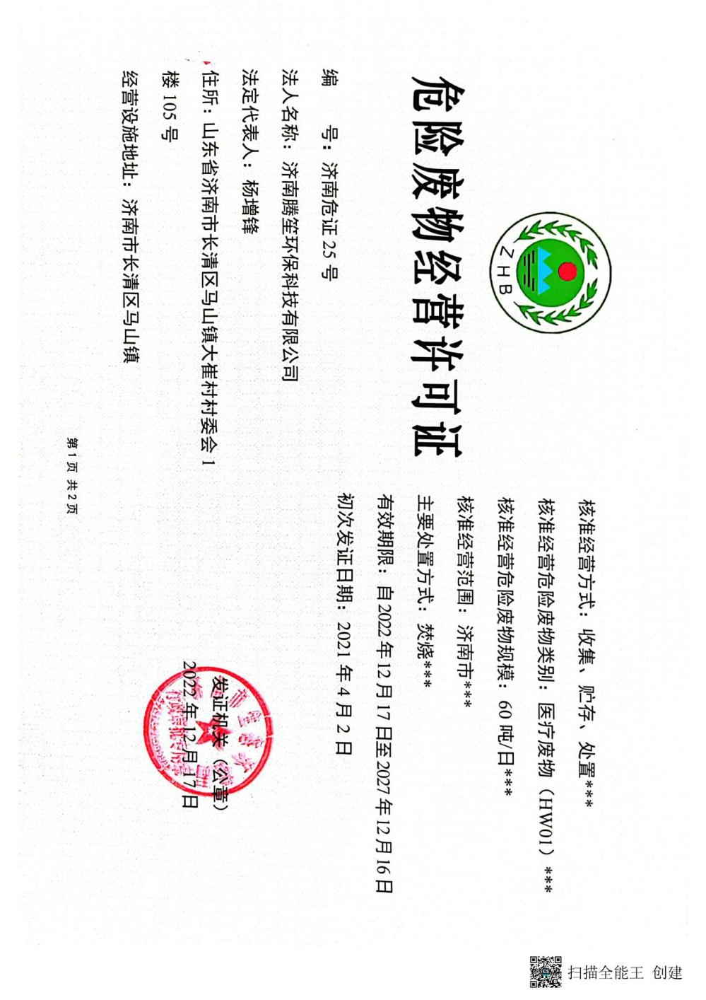 ZHB
危险废物经营许可证
编 号：济南危证25号
法人名称：济南腾笙环保科技有限公司
法定代表人：杨增锋
住所：山东省济南市长清区马山镇大崔村村委会1
楼105号
经营设施地址：济南市长清区马山镇
核准经营方式：收集、贮存、处置***
核准经营危险废物类别：医疗废物（HW01）***
核准经营危险废物规模：60吨/日***
核准经营范围：济南市***
主要处置方式：焚烧***
有效期限：自2022年12月17日至2027年12月16日
初次发证日期：2021年4月2日
发证机关（公章）
2022年12月17日
第1页 共2页
扫描全能王 创建